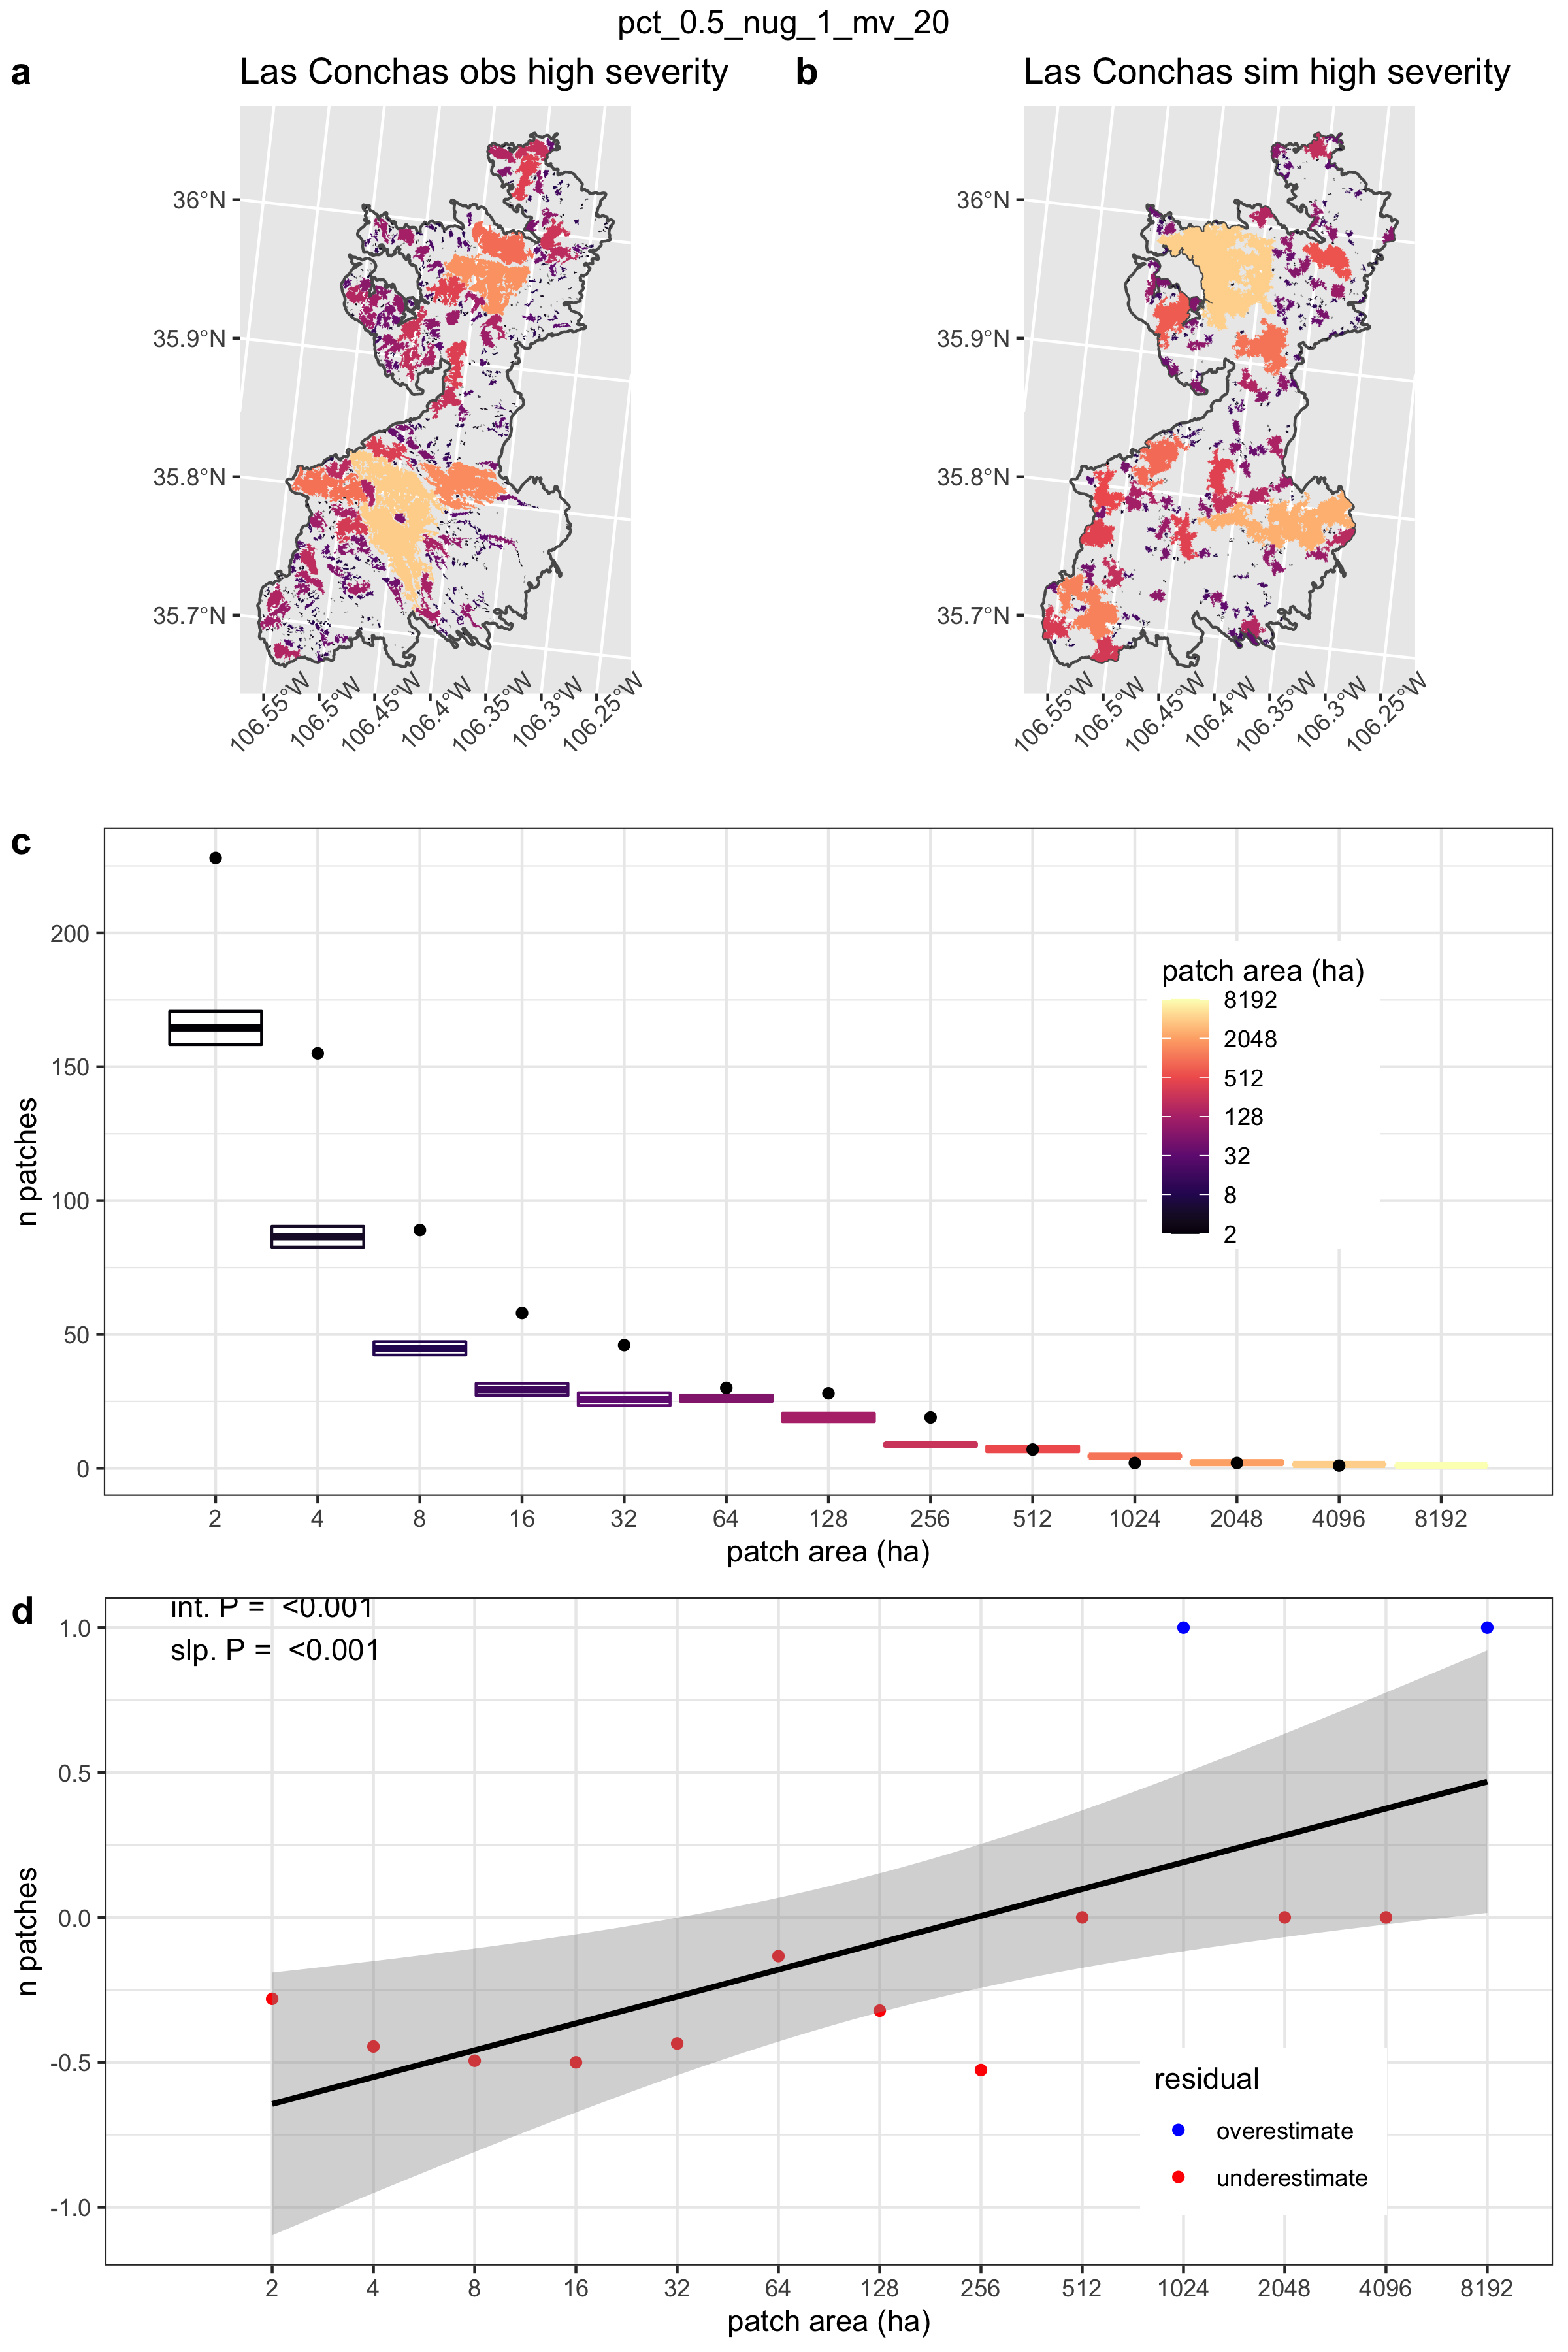 pct_0.5_nug_1_mv_20
a
Las Conchas obs high severity
b
Las Conchas sim high severity
36°N
35.9°N
35.8°N
35.7°N
106.55°W
106.5°W
106.45°W
106.4°W
106.35°W
106.3°W
106.25°W
36°N
35.9°N
35.8°N
35.7°N
106.55°W
106.5°W
106.45°W
106.4°W
106.35°W
106.3°W
106.25°W
c
n patches
200
150
100
50
0
patch area (ha)
8192
2048
512
128
32
8
2
2 4 8 16 32 64 128 256 512 1024 2048 4096 8192
patch area (ha)
d
int. P = <0.001
slp. P = <0.001
n patches
1.0
0.5
0.0
-0.5
-1.0
residual
overestimate
underestimate
2 4 8 16 32 64 128 256 512 1024 2048 4096 8192
patch area (ha)